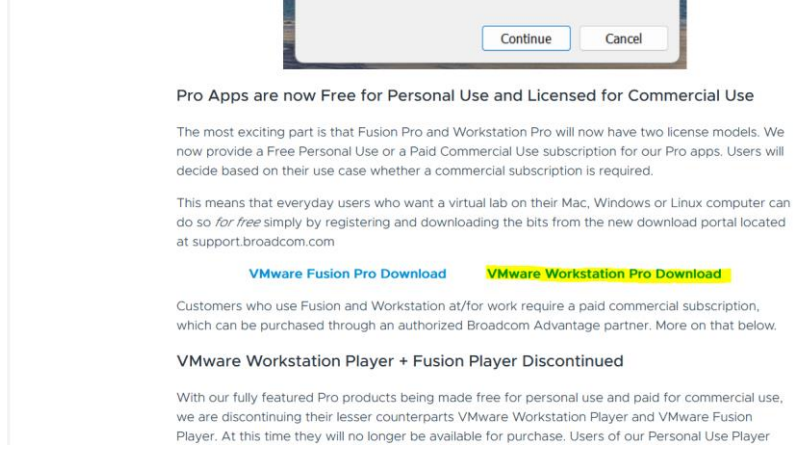 Continue Cancel
Pro Apps are now Free for Personal Use and Licensed for Commercial Use
The most exciting part is that Fusion Pro and Workstation Pro will now have two license models. We
now provide a Free Personal Use or a Paid Commercial Use subscription for our Pro apps. Users will
decide based on their use case whether a commercial subscription is required.
This means that everyday users who want a virtual lab on their Mac, Windows or Linux computer can
do so for free simply by registering and downloading the bits from the new download portal located
at support.broadcom.com
VMware Fusion Pro Download VMware Workstation Pro Download
Customers who use Fusion and Workstation at/for work require a paid commercial subscription,
which can be purchased through an authorized Broadcom Advantage partner. More on that below.
VMware Workstation Player + Fusion Player Discontinued
With our fully featured Pro products being made free for personal use and paid for commercial use,
we are discontinuing their lesser counterparts VMware Workstation Player and VMware Fusion
Player. At this time they will no longer be available for purchase. Users of our Personal Use Player